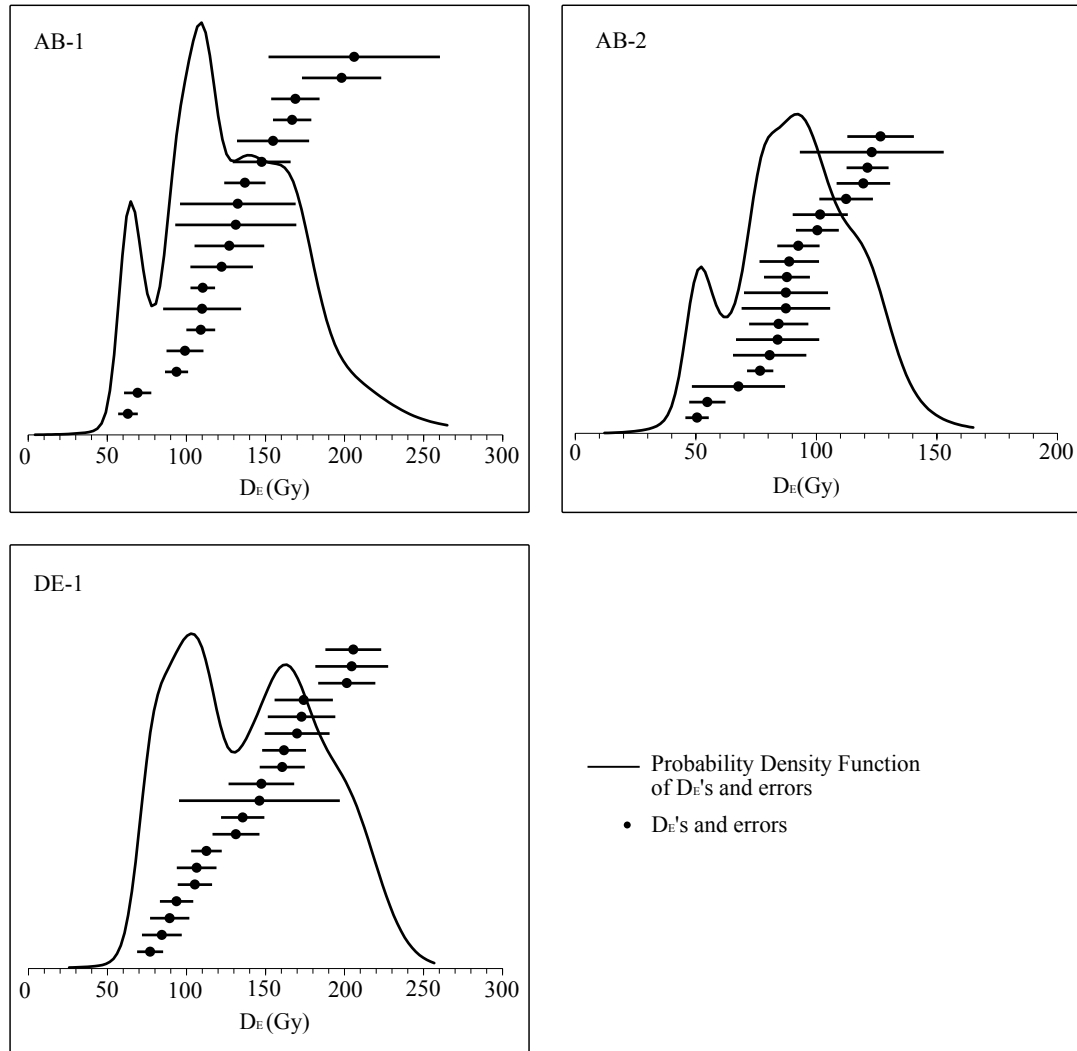 AB-1
0 50 100 150 200 250 300
DE(Gy)
AB-2
0 50 100 150 200
DE(Gy)
DE-1
0 50 100 150 200 250 300
DE(Gy)
Probability Density Function
of DE's and errors
DE's and errors